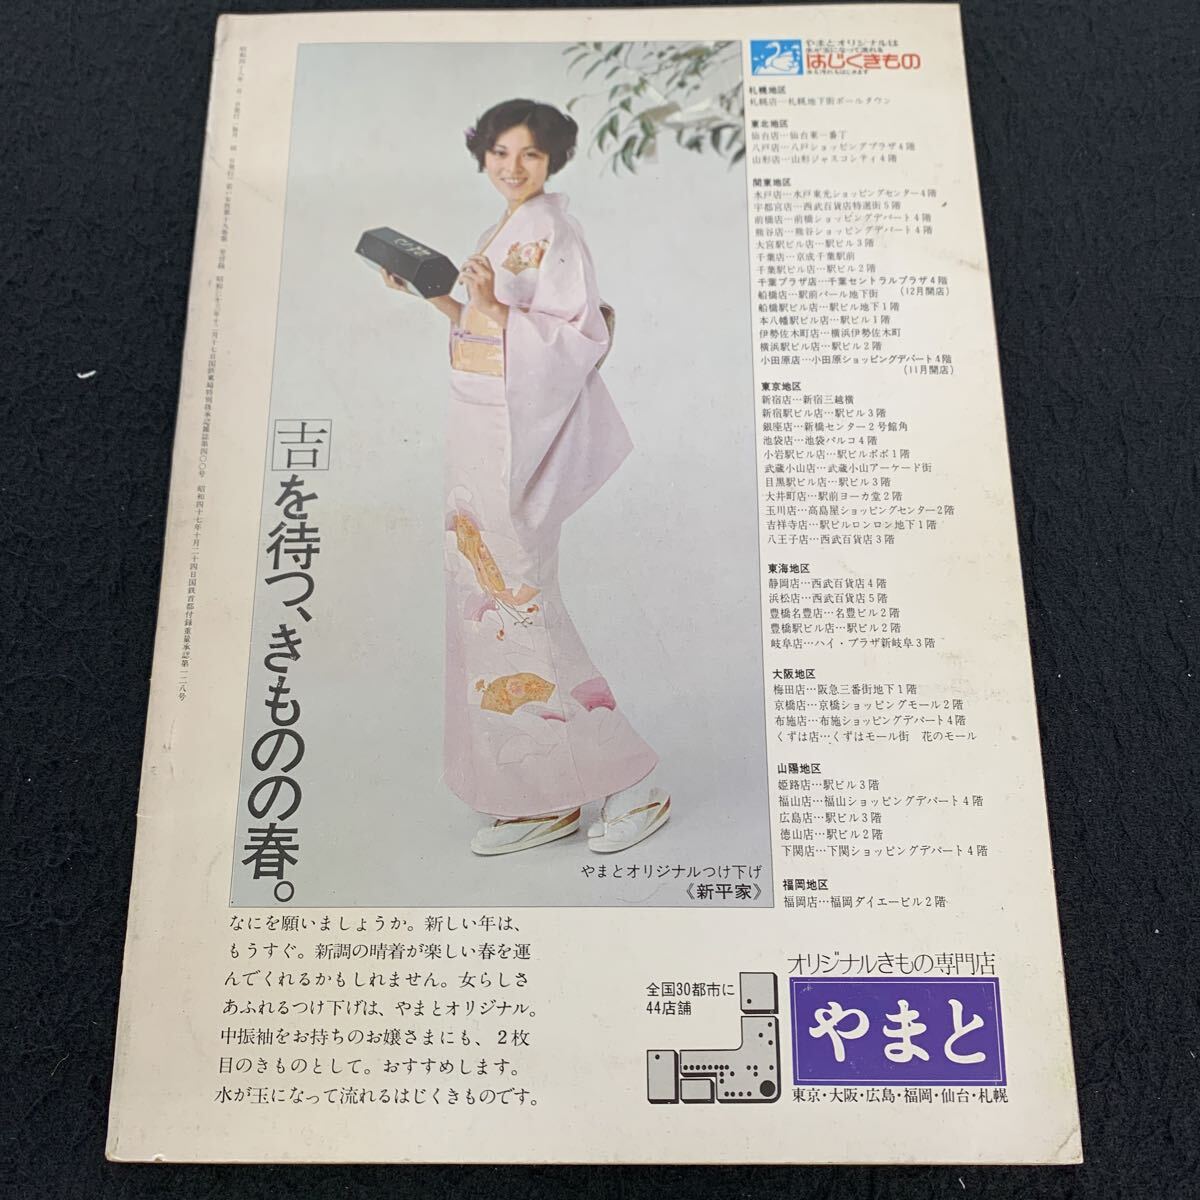 やまとオリジナルは
水が玉になって流れる
はじくきもの
札幌地区
札幌店…札幌地下街ポールタウン
東北地区
仙台店…仙台東一番丁
八戸店…八戸ショッピングプラザ4階
山形店…山形ジャスコシティ4階
関東地区
水戸店…水戸東光ショッピングセンター4階
宇都宮店…西武百貨店特選街5階
前橋店…前橋ショッピングデパート4階
熊谷店…熊谷ショッピングデパート4階
大宮駅ビル店…駅ビル3階
千葉店…京成千葉駅前
千葉駅ビル店…駅ビル2階
千葉プラザ店…千葉セントラルプラザ4階
(12月開店)
船橋店…駅前パール地下街
船橋駅ビル店…駅ビル地下1階
本八幡駅ビル店…駅ビル1階
伊勢佐木町店…横浜伊勢佐木町
横浜駅ビル店…駅ビル2階
小田原店…小田原ショッピングデパート4階
(11月開店)
東京地区
新宿店…新宿三越横
新宿駅ビル店…駅ビル3階
銀座店…新橋センター2号館角
池袋店…池袋パルコ4階
小岩駅ビル店…駅ビルポポ1階
武蔵小山店…武蔵小山アーケード街
目黒駅ビル店…駅ビル3階
大井町店…駅前ヨーカ堂2階
玉川店…高島屋ショッピングセンター2階
吉祥寺店…駅ビルロンロン地下1階
八王子店…西武百貨店3階
東海地区
静岡店…西武百貨店4階
浜松店…西武百貨店5階
豊橋名豊店…名豊ビル2階
豊橋駅ビル店…駅ビル2階
岐阜店…ハイ・プラザ新岐阜3階
大阪地区
梅田店…阪急三番街地下1階
京橋店…京橋ショッピングモール2階
布施店…布施ショッピングデパート4階
くずは店…くずはモール街　花のモール
山陽地区
姫路店…駅ビル3階
福山店…福山ショッピングデパート4階
広島店…駅ビル3階
徳山店…駅ビル2階
下関店…下関ショッピングデパート4階
福岡地区
福岡店…福岡ダイエービル2階
吉を待つ、きものの春。
やまとオリジナルつけ下げ
《新平家》
なにを願いましょうか。新しい年は、
もうすぐ。新調の晴着が楽しい春を運
んでくれるかもしれません。女らしさ
あふれるつけ下げは、やまとオリジナル。
中振袖をお持ちのお嬢さまにも、2枚
目のきものとして。おすすめします。
水が玉になって流れるはじくきものです。
全国30都市に
44店舗
オリジナルきもの専門店
やまと
東京・大阪・広島・福岡・仙台・札幌